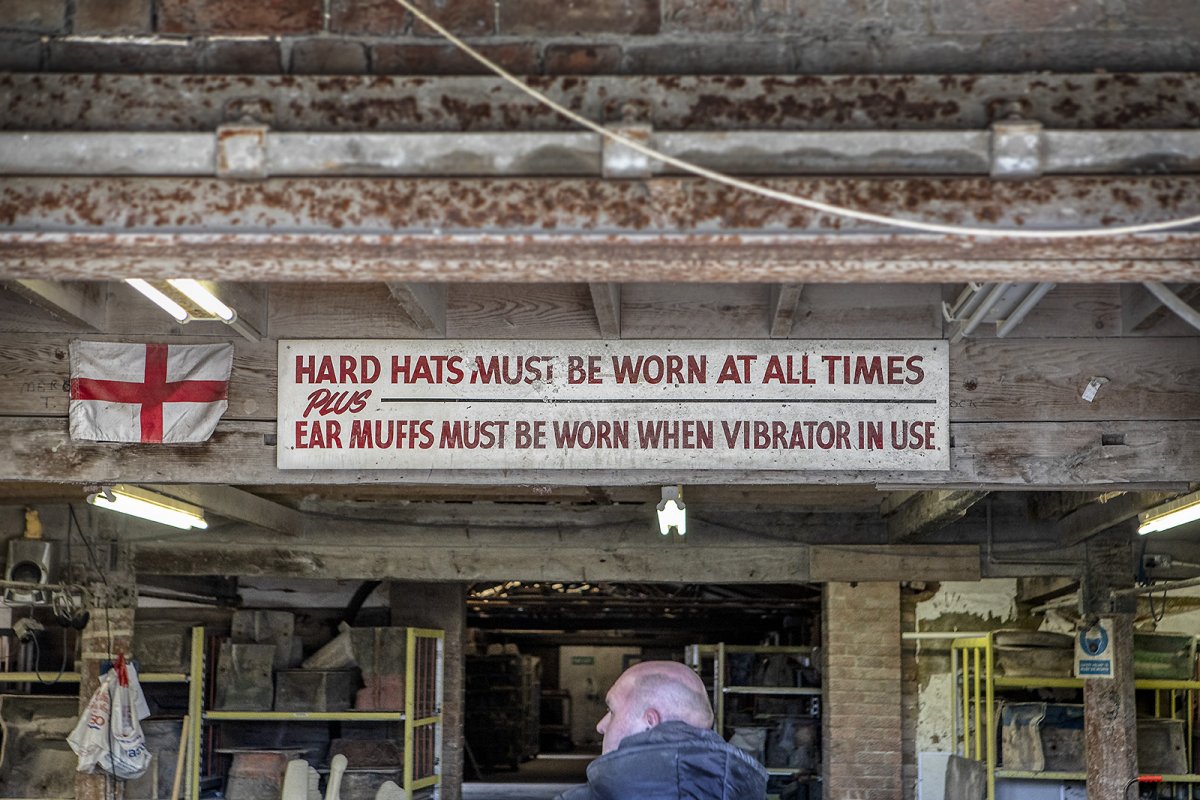 HARD HATS MUST BE WORN AT ALL TIMES
PLUS
EAR MUFFS MUST BE WORN WHEN VIBRATOR IN USE